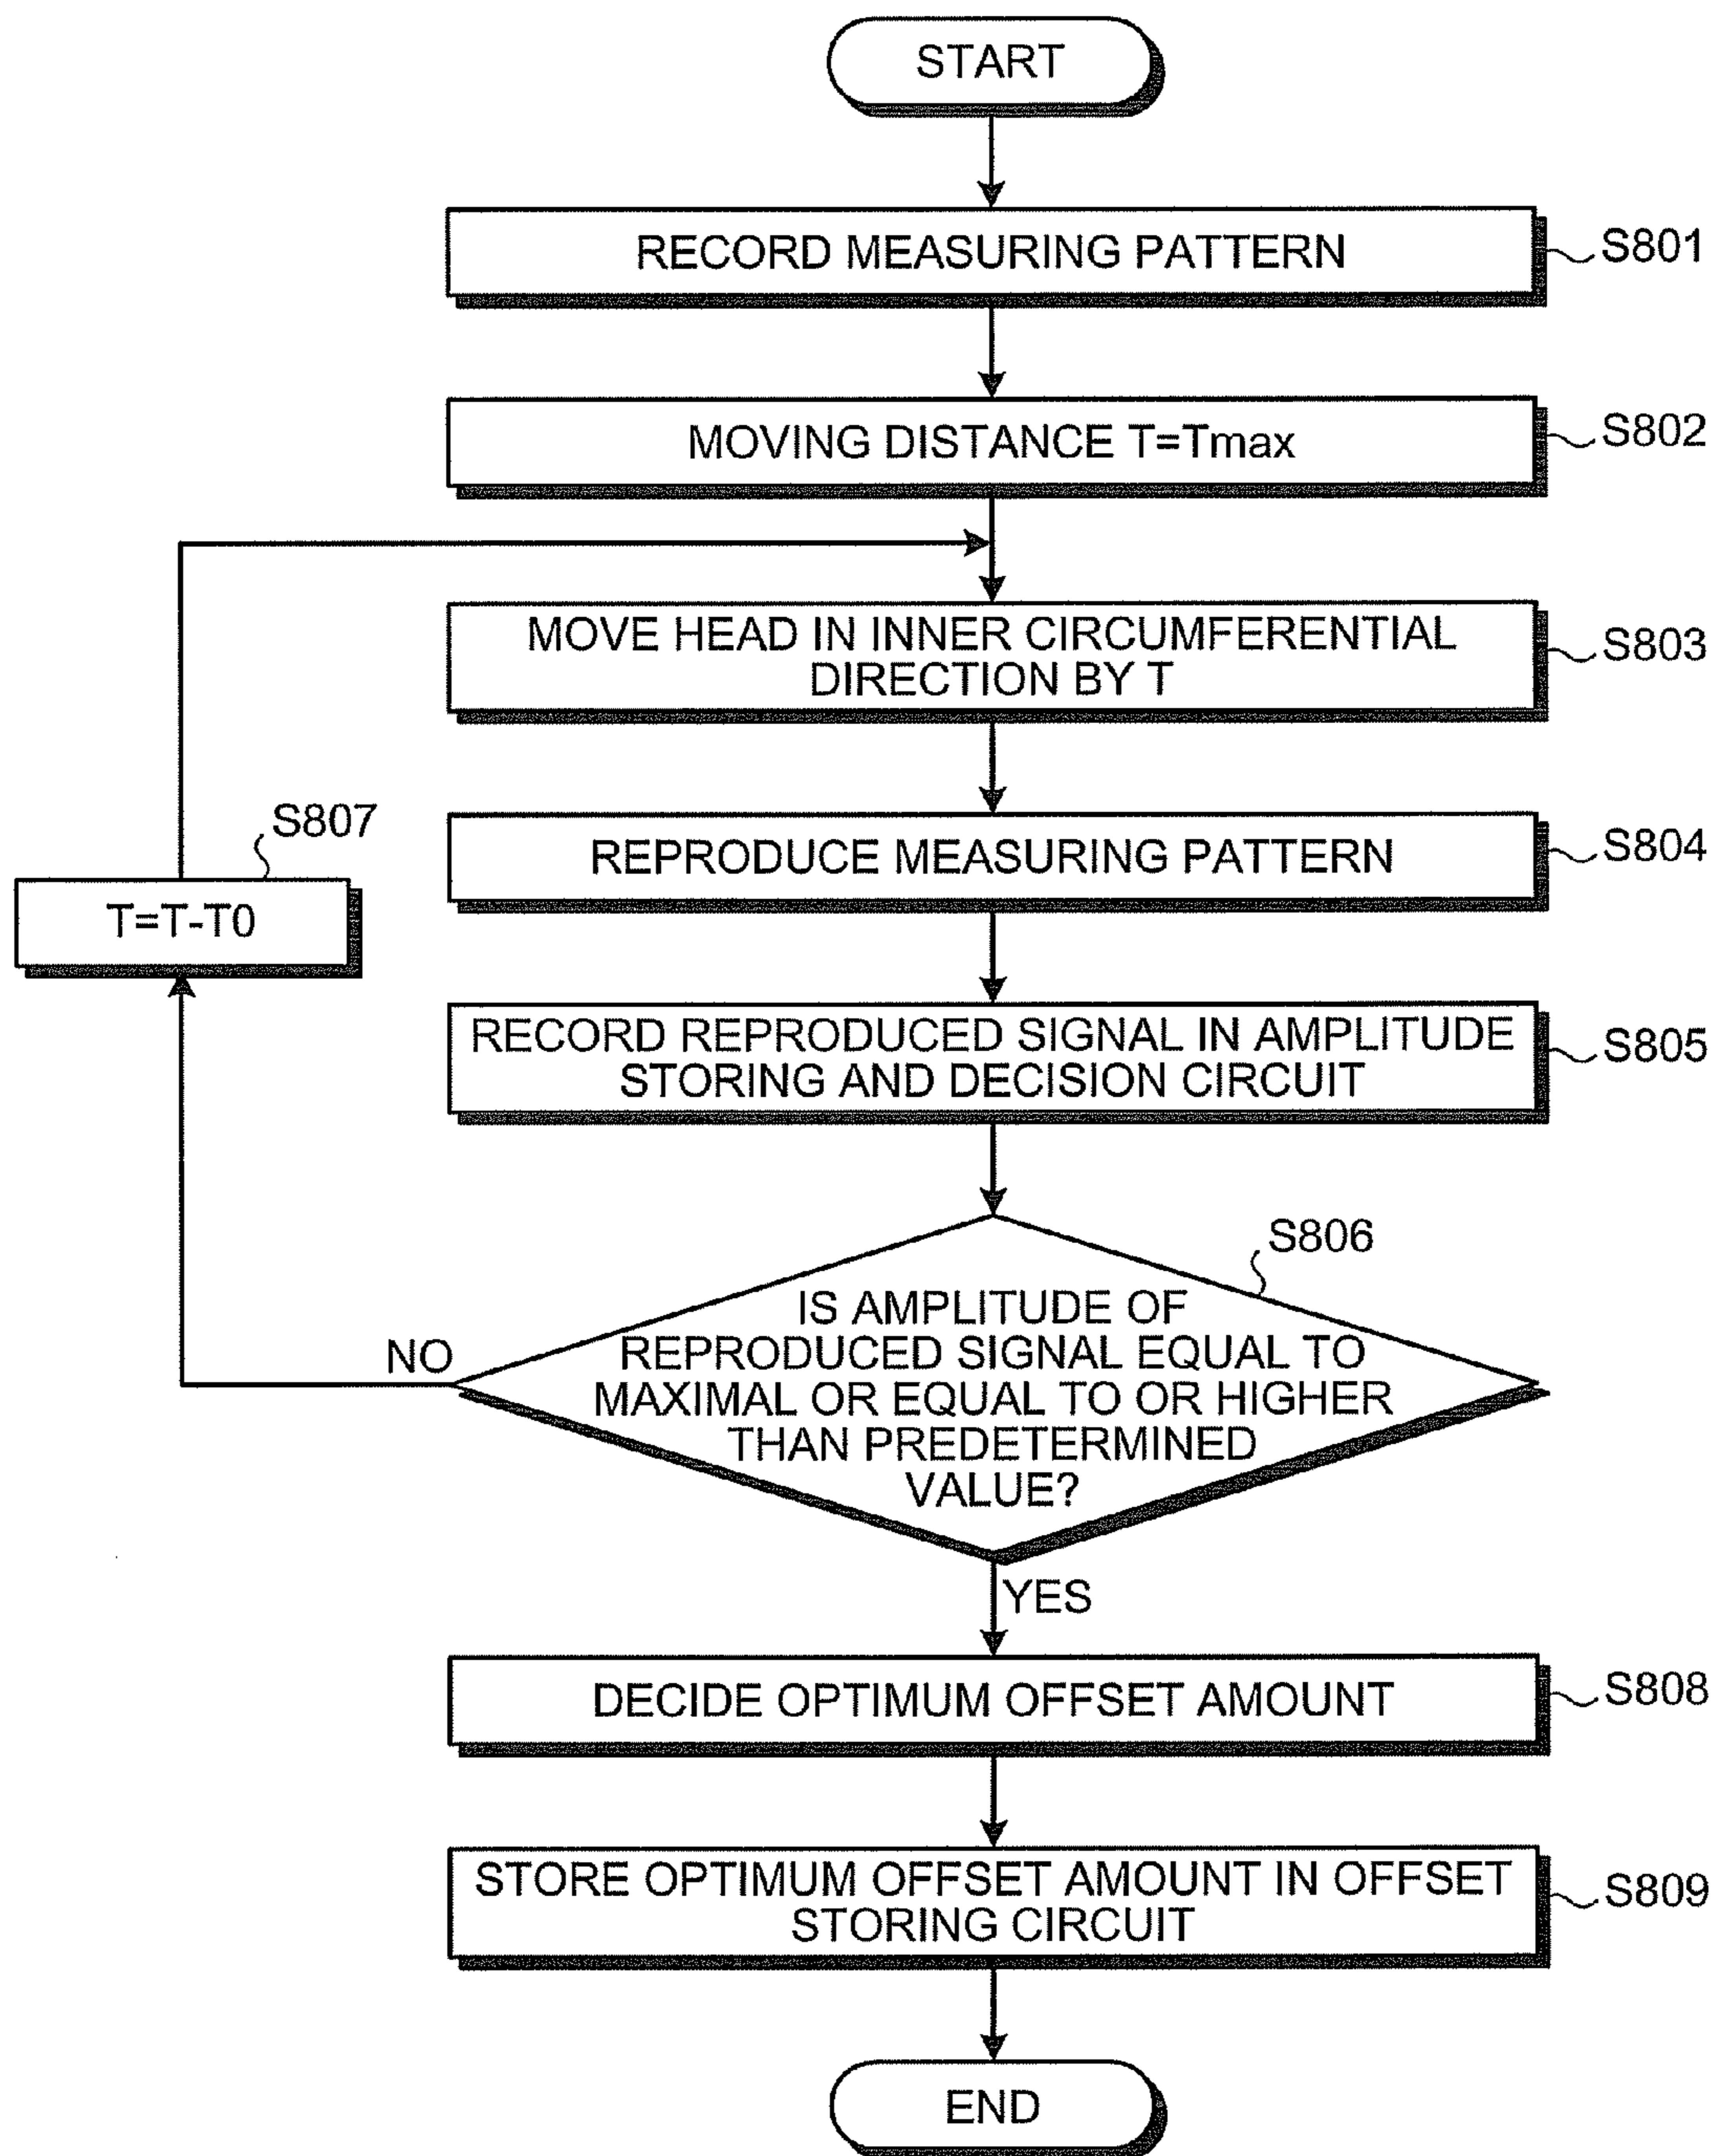 START
RECORD MEASURING PATTERN
S801
MOVING DISTANCE T=Tmax
S802
MOVE HEAD IN INNER CIRCUMFERENTIAL
DIRECTION BY T
S803
REPRODUCE MEASURING PATTERN
S804
S807
T=T-T0
RECORD REPRODUCED SIGNAL IN AMPLITUDE
STORING AND DECISION CIRCUIT
S805
S806
IS AMPLITUDE OF
REPRODUCED SIGNAL EQUAL TO
MAXIMAL OR EQUAL TO OR HIGHER
THAN PREDETERMINED
VALUE?
NO
YES
DECIDE OPTIMUM OFFSET AMOUNT
S808
STORE OPTIMUM OFFSET AMOUNT IN OFFSET
STORING CIRCUIT
S809
END